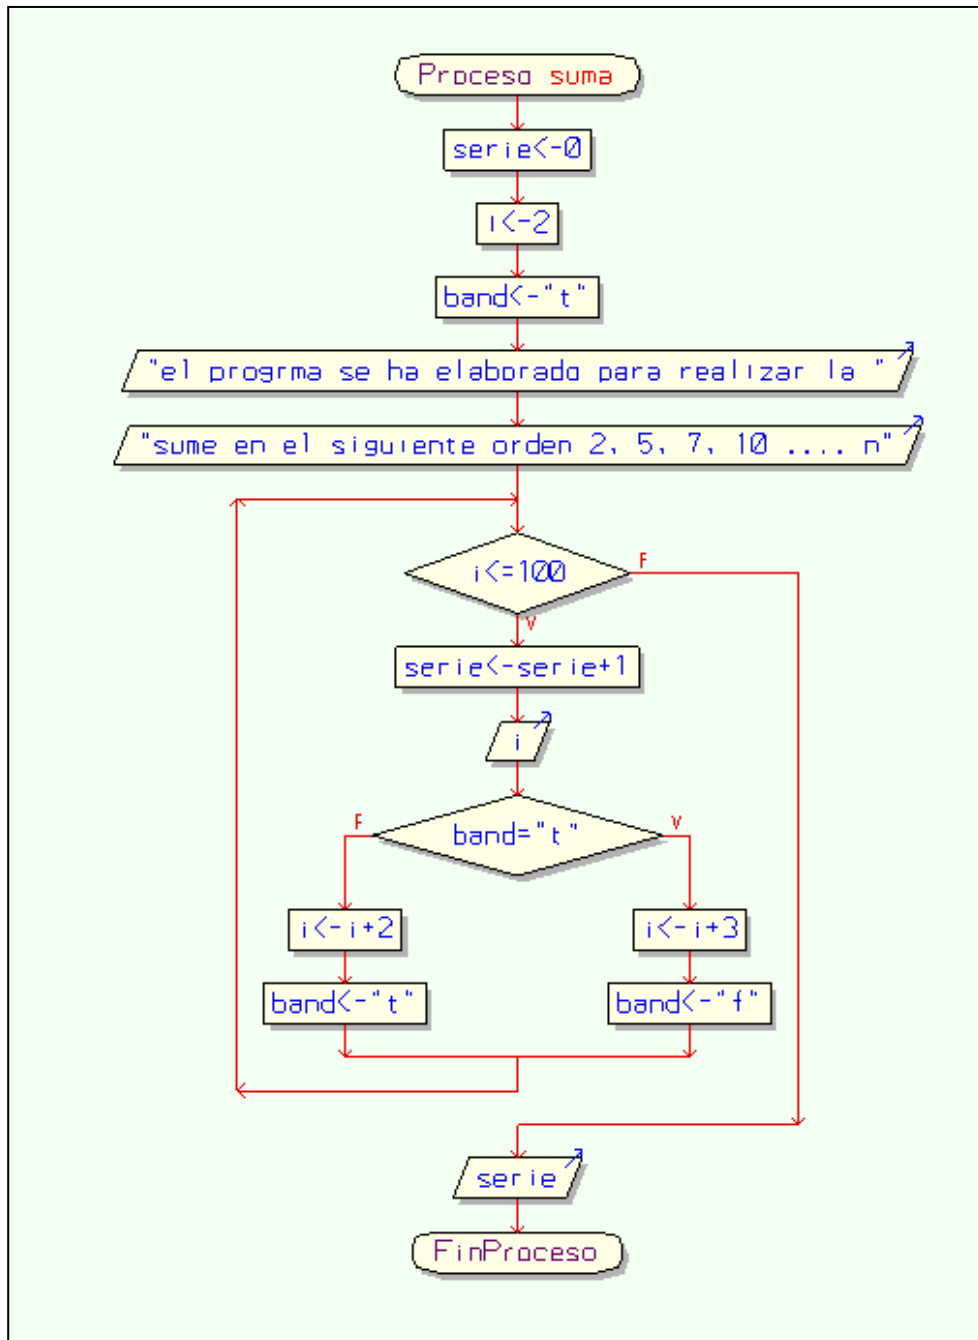 Proceso suma
serie<-0
i<-2
band<-"t"
"el progrma se ha elaborado para realizar la "
"sume en el siguiente orden 2, 5, 7, 10 .... n"
i<=100
F
V
serie<-serie+1
i
band="t"
F
V
i<-i+2
i<-i+3
band<-"t"
band<-"f"
serie
FinProceso